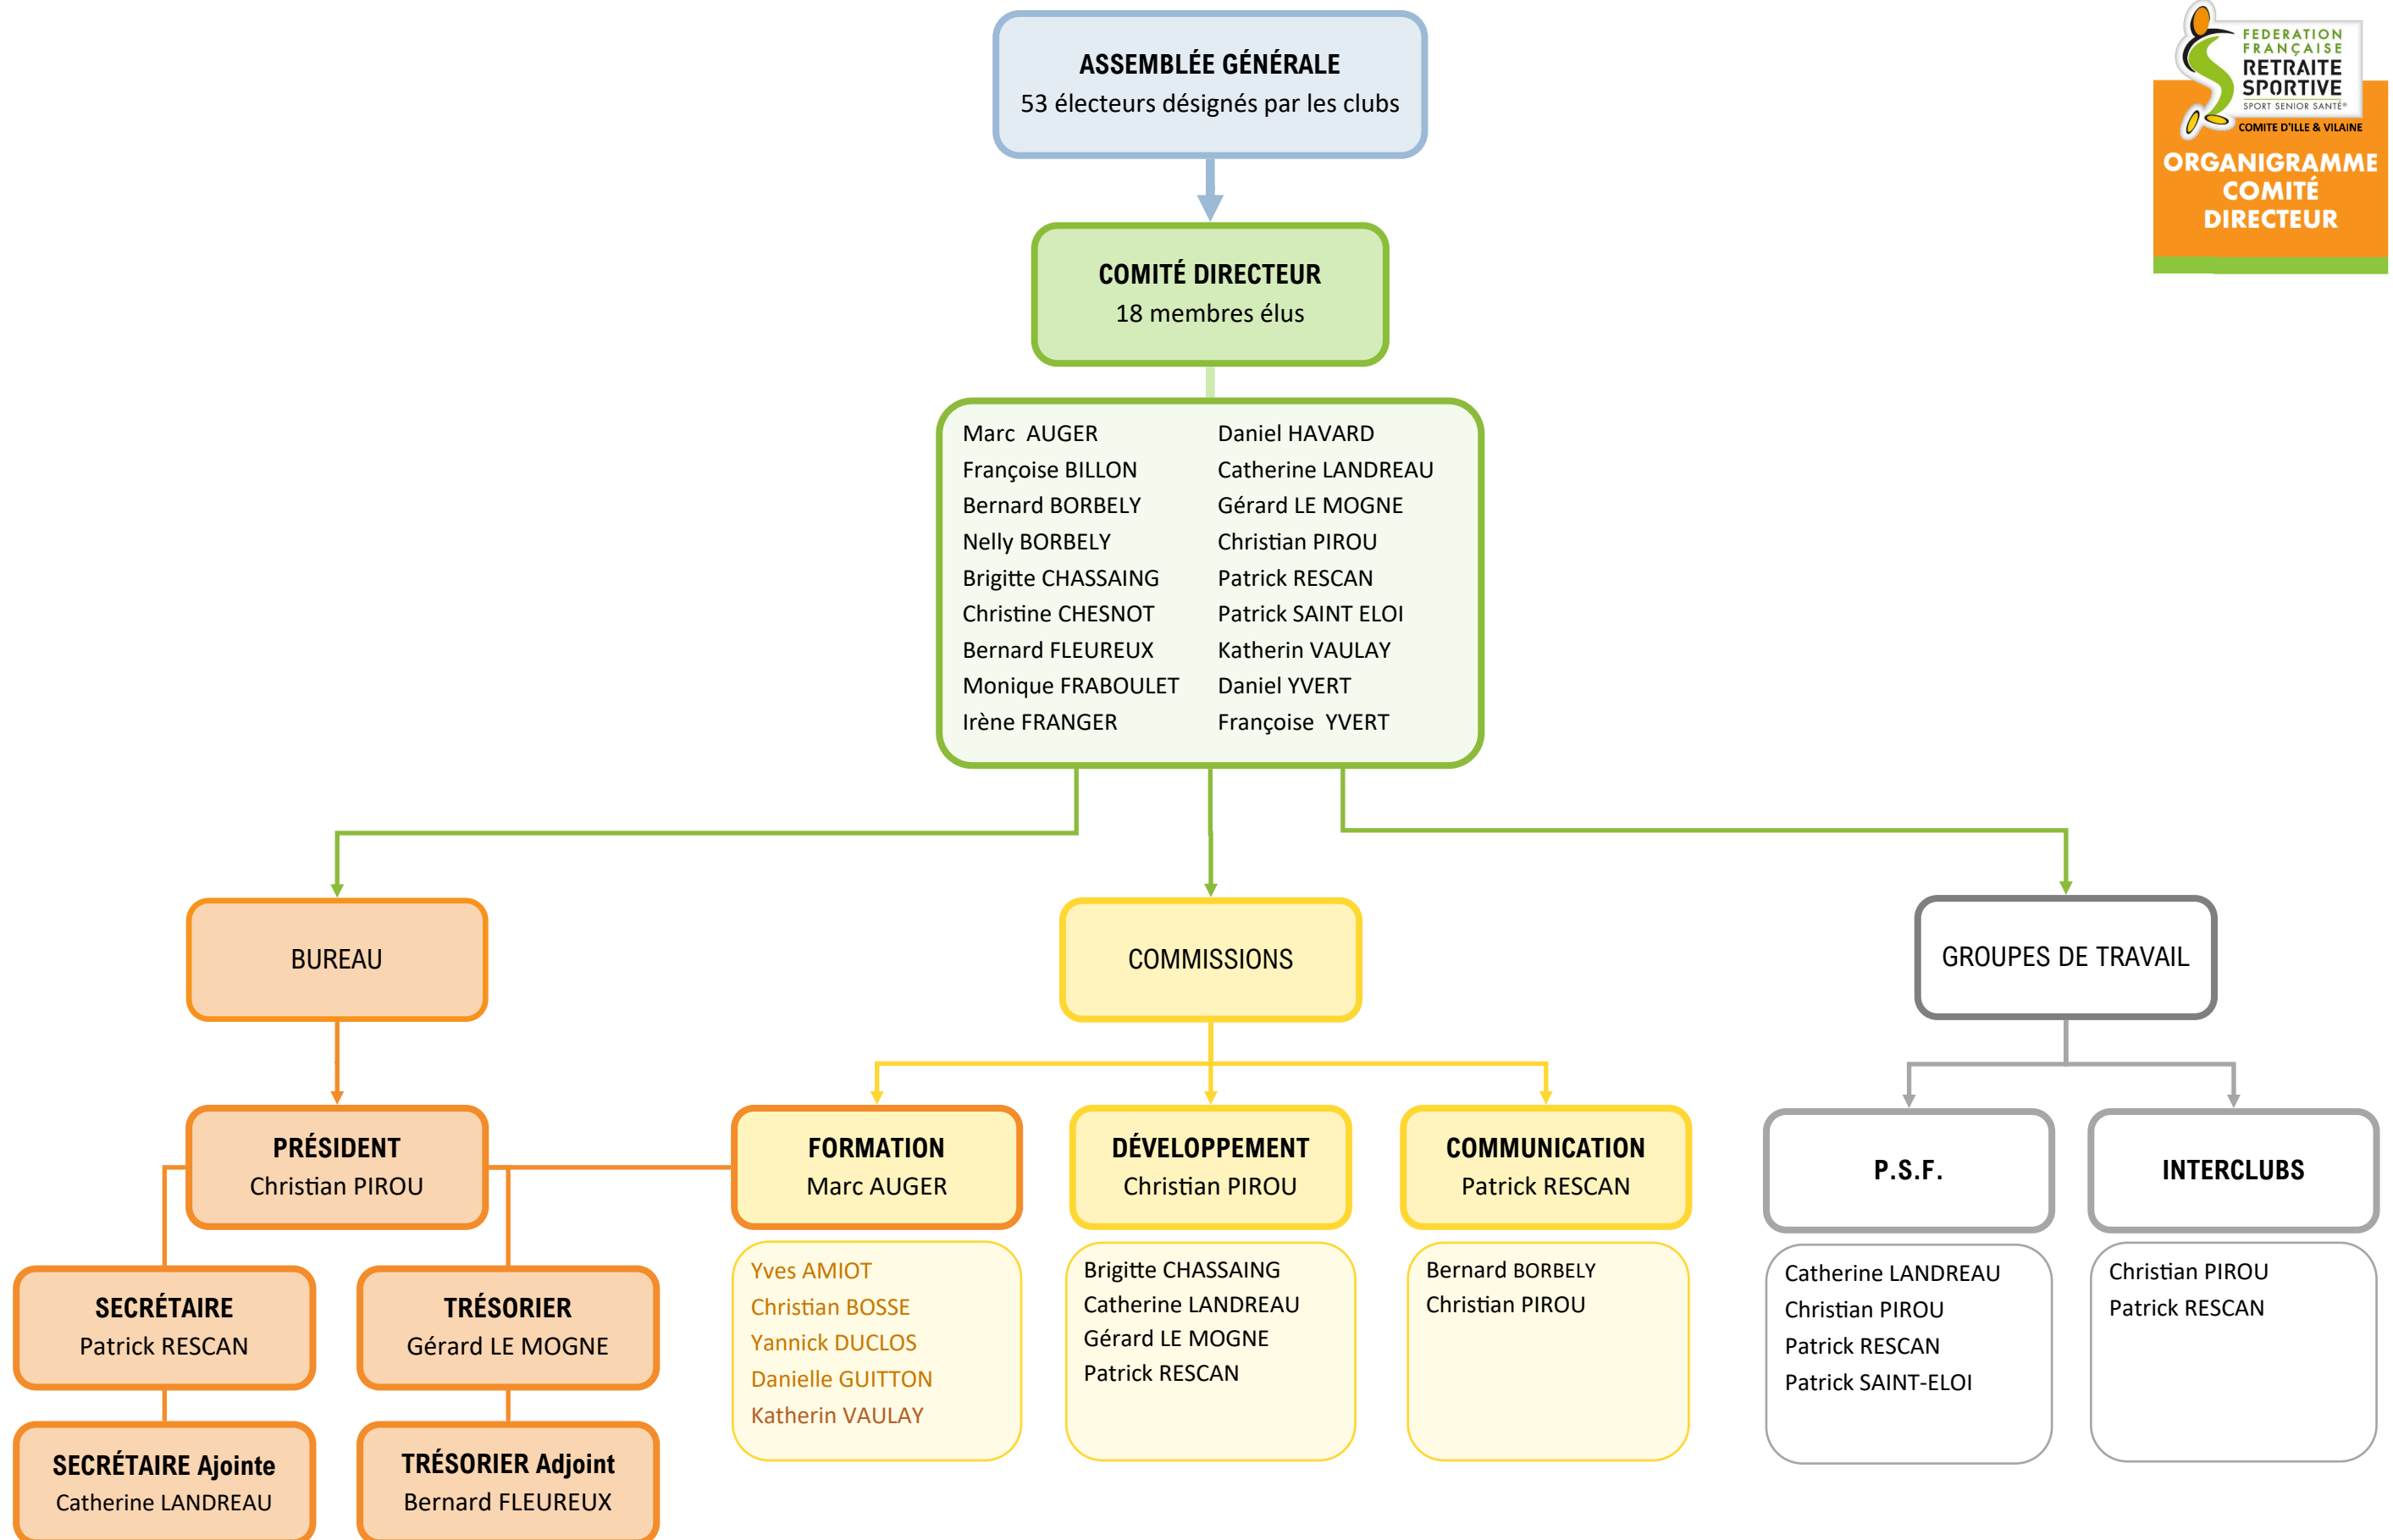 FEDERATION
FRANÇAISE
RETRAITE
SPORTIVE
SPORT SENIOR SANTÉ®
COMITE D'ILLE & VILAINE
ORGANIGRAMME
COMITÉ
DIRECTEUR
ASSEMBLÉE GÉNÉRALE
53 électeurs désignés par les clubs
COMITÉ DIRECTEUR
18 membres élus
Marc AUGER
Françoise BILLON
Bernard BORBELY
Nelly BORBELY
Brigitte CHASSAING
Christine CHESNOT
Bernard FLEUREUX
Monique FRABOULET
Irène FRANGER
Daniel HAVARD
Catherine LANDREAU
Gérard LE MOGNE
Christian PIROU
Patrick RESCAN
Patrick SAINT ELOI
Katherin VAULAY
Daniel YVERT
Françoise YVERT
BUREAU
PRÉSIDENT
Christian PIROU
SECRÉTAIRE
Patrick RESCAN
SECRÉTAIRE Ajointe
Catherine LANDREAU
TRÉSORIER
Gérard LE MOGNE
TRÉSORIER Adjoint
Bernard FLEUREUX
COMMISSIONS
FORMATION
Marc AUGER
Yves AMIOT
Christian BOSSE
Yannick DUCLOS
Danielle GUITTON
Katherin VAULAY
DÉVELOPPEMENT
Christian PIROU
Brigitte CHASSAING
Catherine LANDREAU
Gérard LE MOGNE
Patrick RESCAN
COMMUNICATION
Patrick RESCAN
Bernard BORBELY
Christian PIROU
GROUPES DE TRAVAIL
P.S.F.
Catherine LANDREAU
Christian PIROU
Patrick RESCAN
Patrick SAINT-ELOI
INTERCLUBS
Christian PIROU
Patrick RESCAN